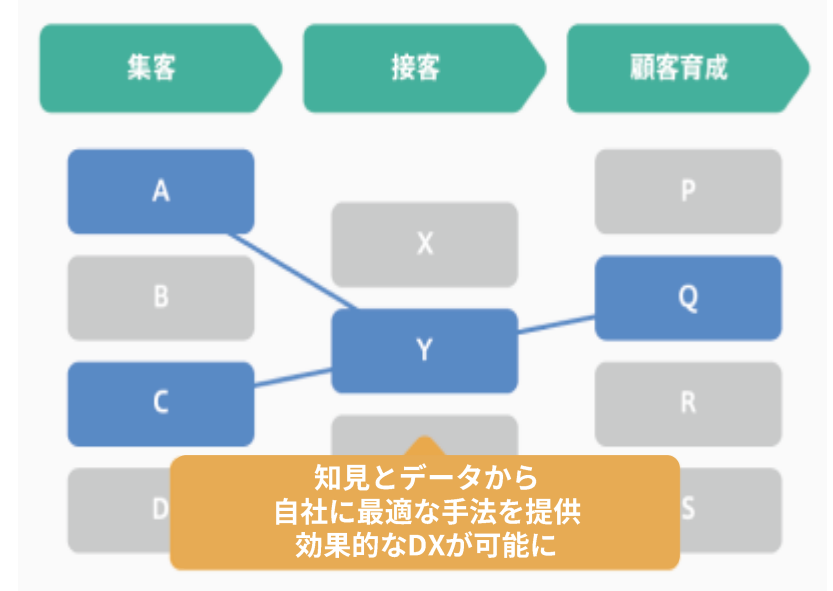 集客
接客
顧客育成
A
B
C
D
X
Y
P
Q
R
S
知見とデータから
自社に最適な手法を提供
効果的なDXが可能に